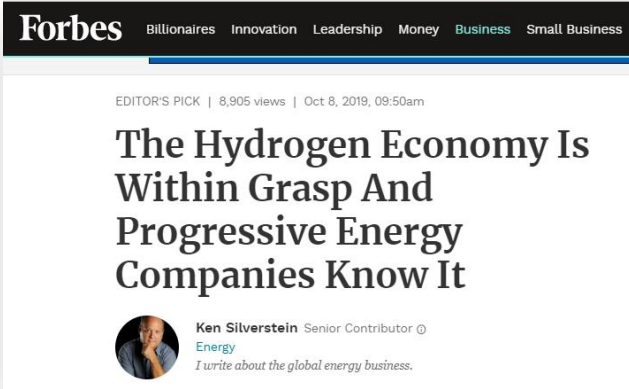 Forbes Billionaires Innovation Leadership Money Business Small Business
EDITOR'S PICK | 8,905 views | Oct 8, 2019, 09:50am
The Hydrogen Economy Is
Within Grasp And
Progressive Energy
Companies Know It
Ken Silverstein Senior Contributor ⓘ
Energy
I write about the global energy business.